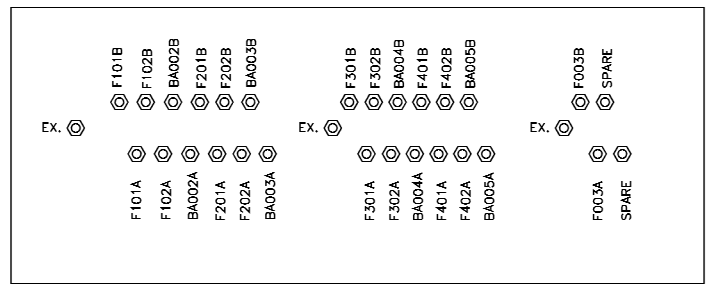 F101B F102B BA002B F201B F202B BA003B F301B F302B BA004B F401B F402B BA005B F003B SPARE
EX. EX. EX.
F101A F102A BA002A F201A F202A BA003A F301A F302A BA004A F401A F402A BA005A F003A SPARE